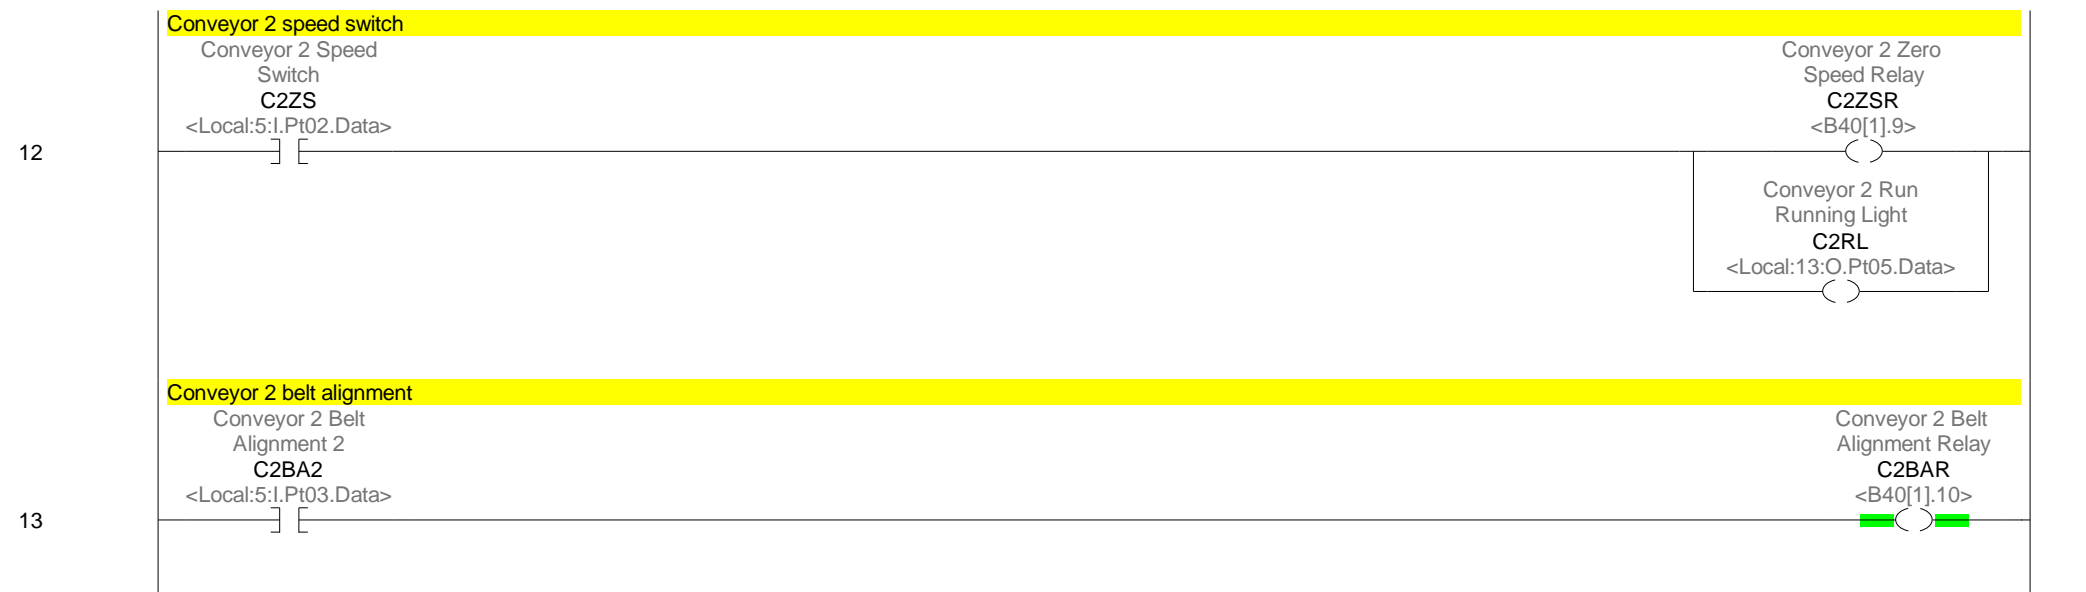 Conveyor 2 speed switch
Conveyor 2 Speed
Switch
C2ZS
<Local:5:I.Pt02.Data>
Conveyor 2 Zero
Speed Relay
C2ZSR
<B40[1].9>
12
Conveyor 2 Run
Running Light
C2RL
<Local:13:O.Pt05.Data>
Conveyor 2 belt alignment
Conveyor 2 Belt
Alignment 2
C2BA2
<Local:5:I.Pt03.Data>
Conveyor 2 Belt
Alignment Relay
C2BAR
<B40[1].10>
13